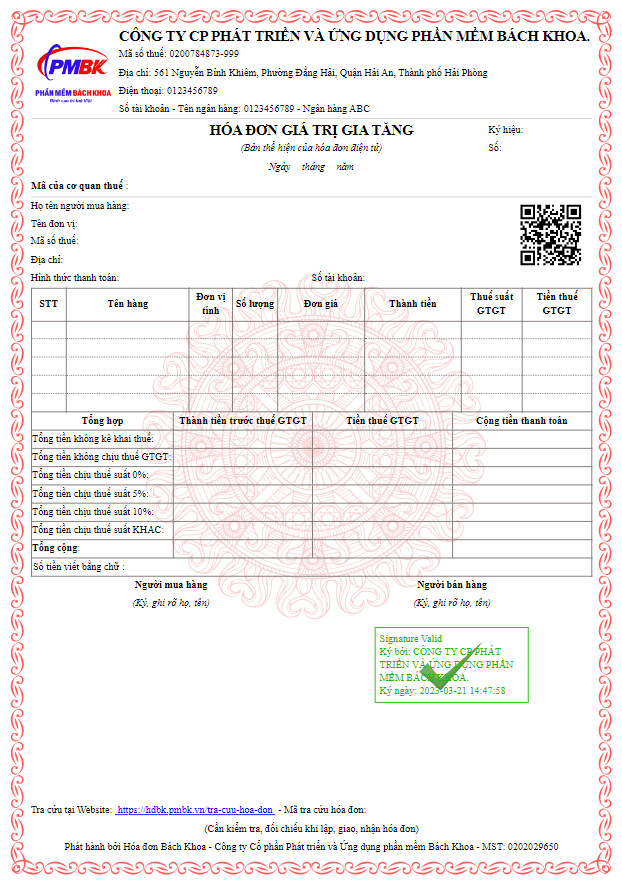 CÔNG TY CP PHÁT TRIỂN VÀ ỨNG DỤNG PHẦN MỀM BÁCH KHOA.
Mã số thuế: 0200784873-999
Địa chỉ: 561 Nguyễn Bỉnh Khiêm, Phường Đằng Hải, Quận Hải An, Thành phố Hải Phòng
Điện thoại: 0123456789
Số tài khoản - Tên ngân hàng: 0123456789 - Ngân hàng ABC
PMBK
PHẦN MỀM BÁCH KHOA
Đỉnh cao trí tuệ Việt
HÓA ĐƠN GIÁ TRỊ GIA TĂNG
(Bản thể hiện của hóa đơn điện tử)
Ngày tháng năm
Ký hiệu:
Số:
Mã của cơ quan thuế :
Họ tên người mua hàng:
Tên đơn vị:
Mã số thuế:
Địa chỉ:
Hình thức thanh toán: Số tài khoản:
STT Tên hàng Đơn vị tính Số lượng Đơn giá Thành tiền Thuế suất GTGT Tiền thuế GTGT
Tổng hợp Thành tiền trước thuế GTGT Tiền thuế GTGT Cộng tiền thanh toán
Tổng tiền không kê khai thuế:
Tổng tiền không chịu thuế GTGT:
Tổng tiền chịu thuế suất 0%:
Tổng tiền chịu thuế suất 5%:
Tổng tiền chịu thuế suất 10%:
Tổng tiền chịu thuế suất KHAC:
Tổng cộng:
Số tiền viết bằng chữ :
Người mua hàng Người bán hàng
(Ký, ghi rõ họ, tên) (Ký, ghi rõ họ, tên)
Signature Valid
Ký bởi: CÔNG TY CP PHÁT
TRIỂN VÀ ỨNG DỤNG PHẦN
MỀM BÁCH KHOA.
Ký ngày: 2023-03-21 14:47:58
Tra cứu tại Website: https://hdbk.pmbk.vn/tra-cuu-hoa-don - Mã tra cứu hóa đơn:
(Cần kiểm tra, đối chiếu khi lập, giao, nhận hóa đơn)
Phát hành bởi Hóa đơn Bách Khoa - Công ty Cổ phần Phát triển và Ứng dụng phần mềm Bách Khoa - MST: 0202029650